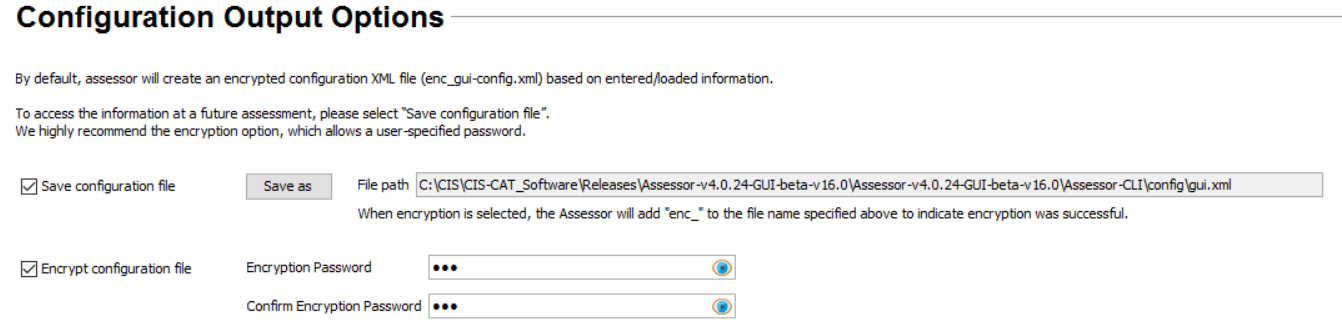 Configuration Output Options
By default, assessor will create an encrypted configuration XML file (enc_gui-config.xml) based on entered/loaded information.
To access the information at a future assessment, please select “Save configuration file”.
We highly recommend the encryption option, which allows a user-specified password.
Save configuration file Save as File path C:\CIS\CIS-CAT_Software\Releases\Assessor-v4.0.24-GUI-beta-v16.0\Assessor-v4.0.24-GUI-beta-v16.0\Assessor-CLI\config\gui.xml
When encryption is selected, the Assessor will add "enc_" to the file name specified above to indicate encryption was successful.
Encrypt configuration file Encryption Password •••
Confirm Encryption Password •••